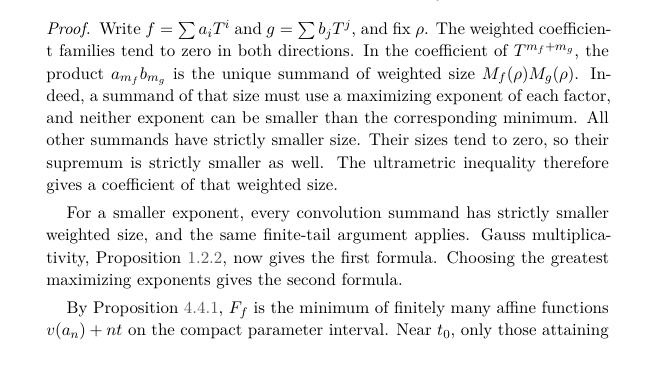 Proof. Write f = ∑ aᵢTⁱ and g = ∑ bⱼTʲ, and fix ρ. The weighted coefficien-
t families tend to zero in both directions. In the coefficient of T^{m_f+m_g}, the
product a_{m_f}b_{m_g} is the unique summand of weighted size M_f(ρ)M_g(ρ). In-
deed, a summand of that size must use a maximizing exponent of each factor,
and neither exponent can be smaller than the corresponding minimum. All
other summands have strictly smaller size. Their sizes tend to zero, so their
supremum is strictly smaller as well. The ultrametric inequality therefore
gives a coefficient of that weighted size.
For a smaller exponent, every convolution summand has strictly smaller
weighted size, and the same finite-tail argument applies. Gauss multiplica-
tivity, Proposition 1.2.2, now gives the first formula. Choosing the greatest
maximizing exponents gives the second formula.
By Proposition 4.4.1, F_f is the minimum of finitely many affine functions
v(a_n) + nt on the compact parameter interval. Near t₀, only those attaining